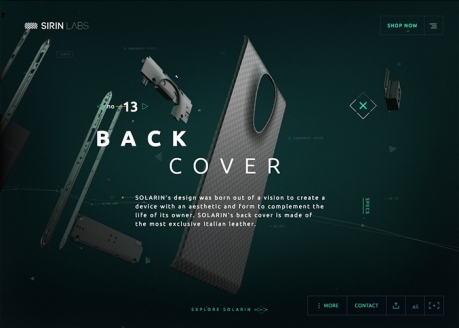 SIRIN LABS
SHOP NOW
no 13
BACK
COVER
SOLARIN's design was born out of a vision to create a
device with an aesthetic and form to complement the
life of its owner. SOLARIN's back cover is made of
the most exclusive Italian leather.
SPECS
EXPLORE SOLARIN
MORE
CONTACT